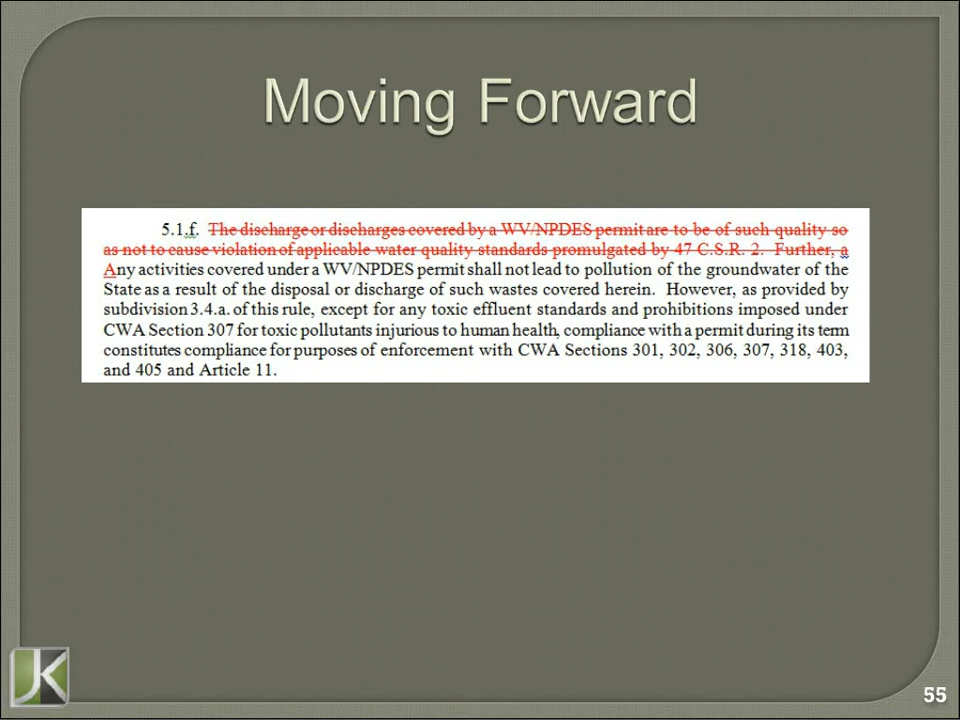 Moving Forward
5.1.f. The discharge or discharges covered by a WV/NPDES permit are to be of such quality so
as not to cause violation of applicable water quality standards promulgated by 47 C.S.R. 2. Further, a
Any activities covered under a WV/NPDES permit shall not lead to pollution of the groundwater of the
State as a result of the disposal or discharge of such wastes covered herein. However, as provided by
subdivision 3.4.a. of this rule, except for any toxic effluent standards and prohibitions imposed under
CWA Section 307 for toxic pollutants injurious to human health, compliance with a permit during its term
constitutes compliance for purposes of enforcement with CWA Sections 301, 302, 306, 307, 318, 403,
and 405 and Article 11.
JK
55